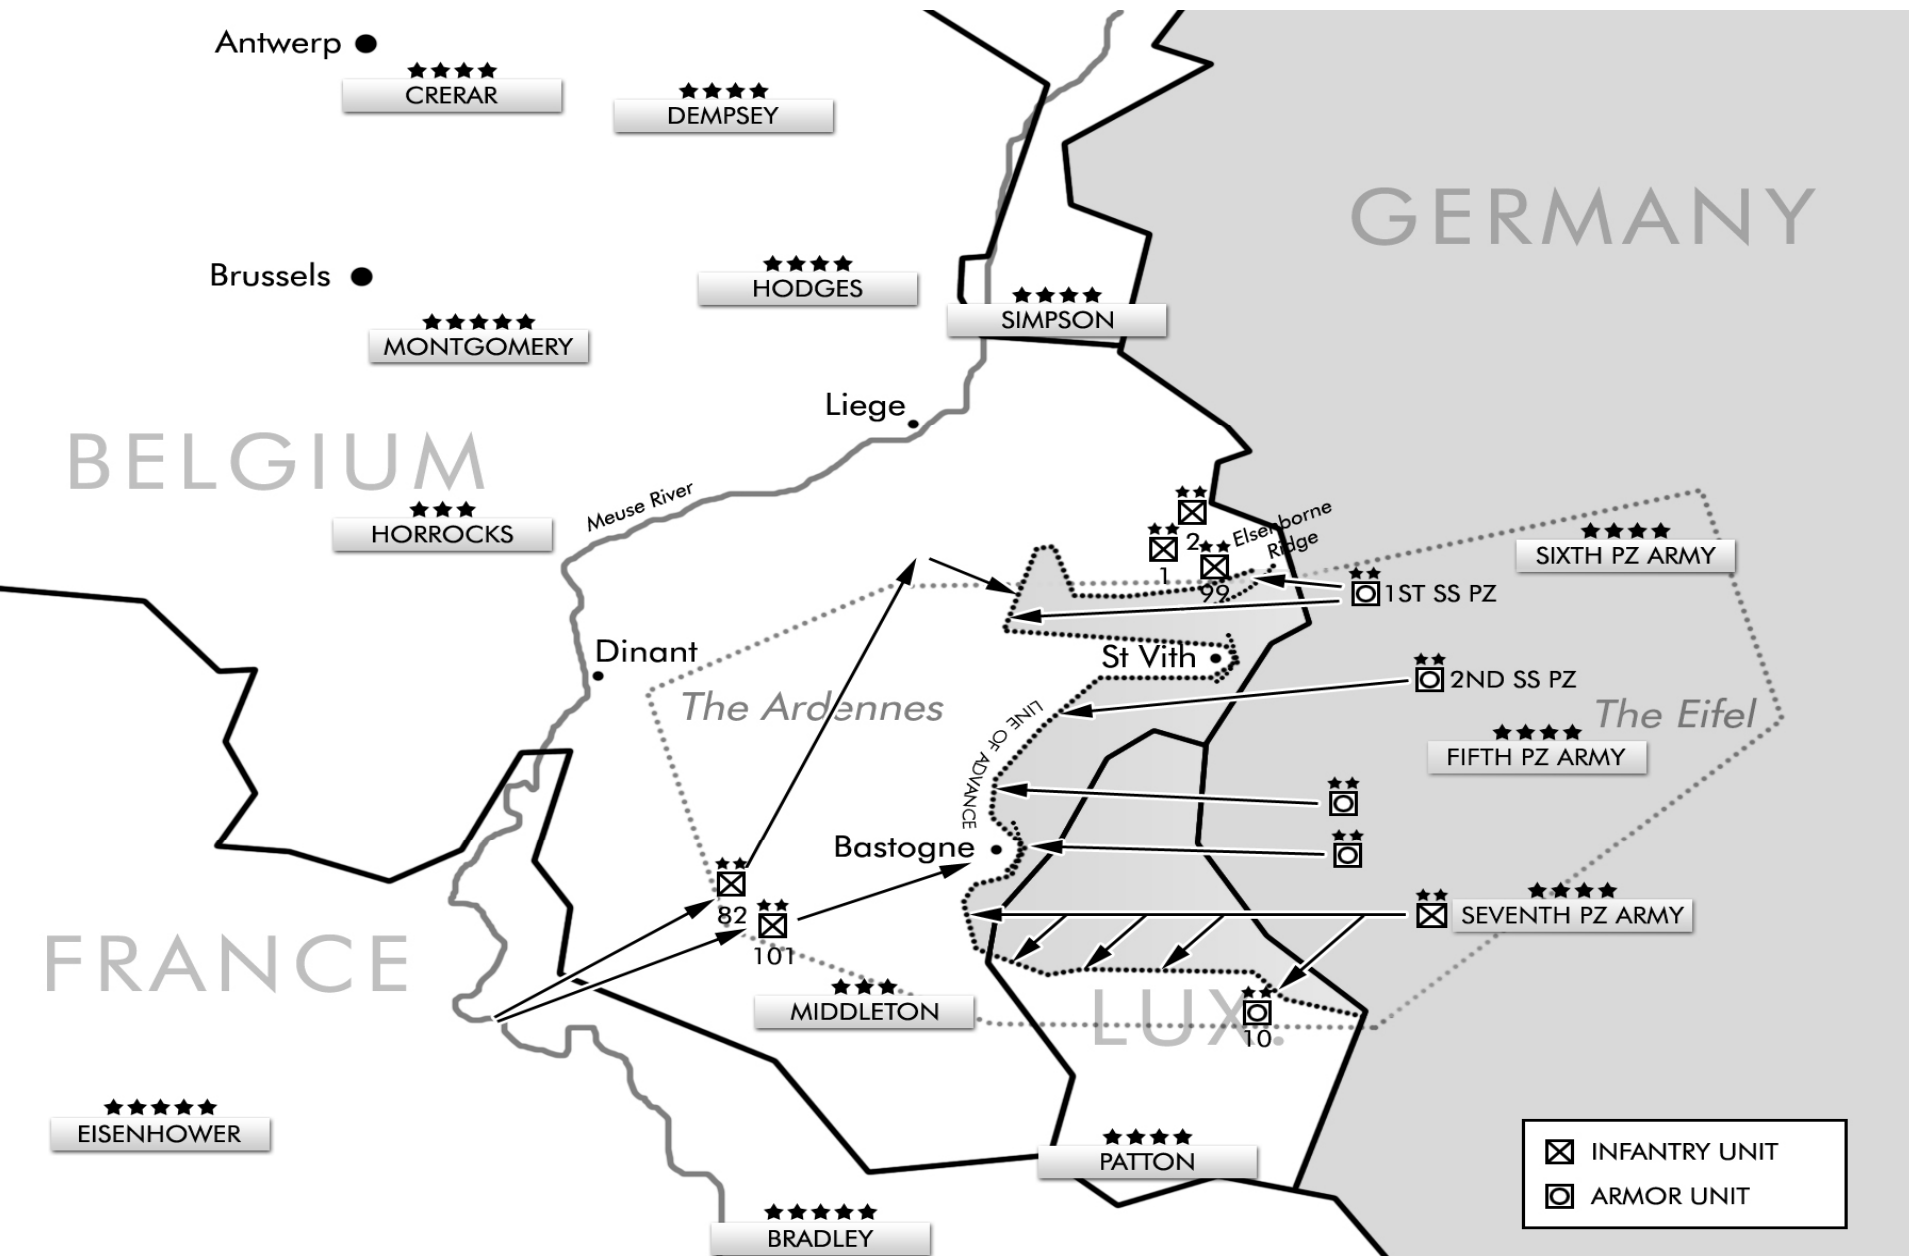 Antwerp
CRERAR
DEMPSEY
GERMANY
Brussels
HODGES
MONTGOMERY
SIMPSON
Liege
BELGIUM
Meuse River
HORROCKS
Elsenborne
Ridge
2
1
99
SIXTH PZ ARMY
1ST SS PZ
Dinant
St Vith
2ND SS PZ
The Ardennes
LINE OF ADVANCE
The Eifel
FIFTH PZ ARMY
Bastogne
82
101
SEVENTH PZ ARMY
FRANCE
MIDDLETON
LUX.
10
EISENHOWER
PATTON
BRADLEY
INFANTRY UNIT
ARMOR UNIT